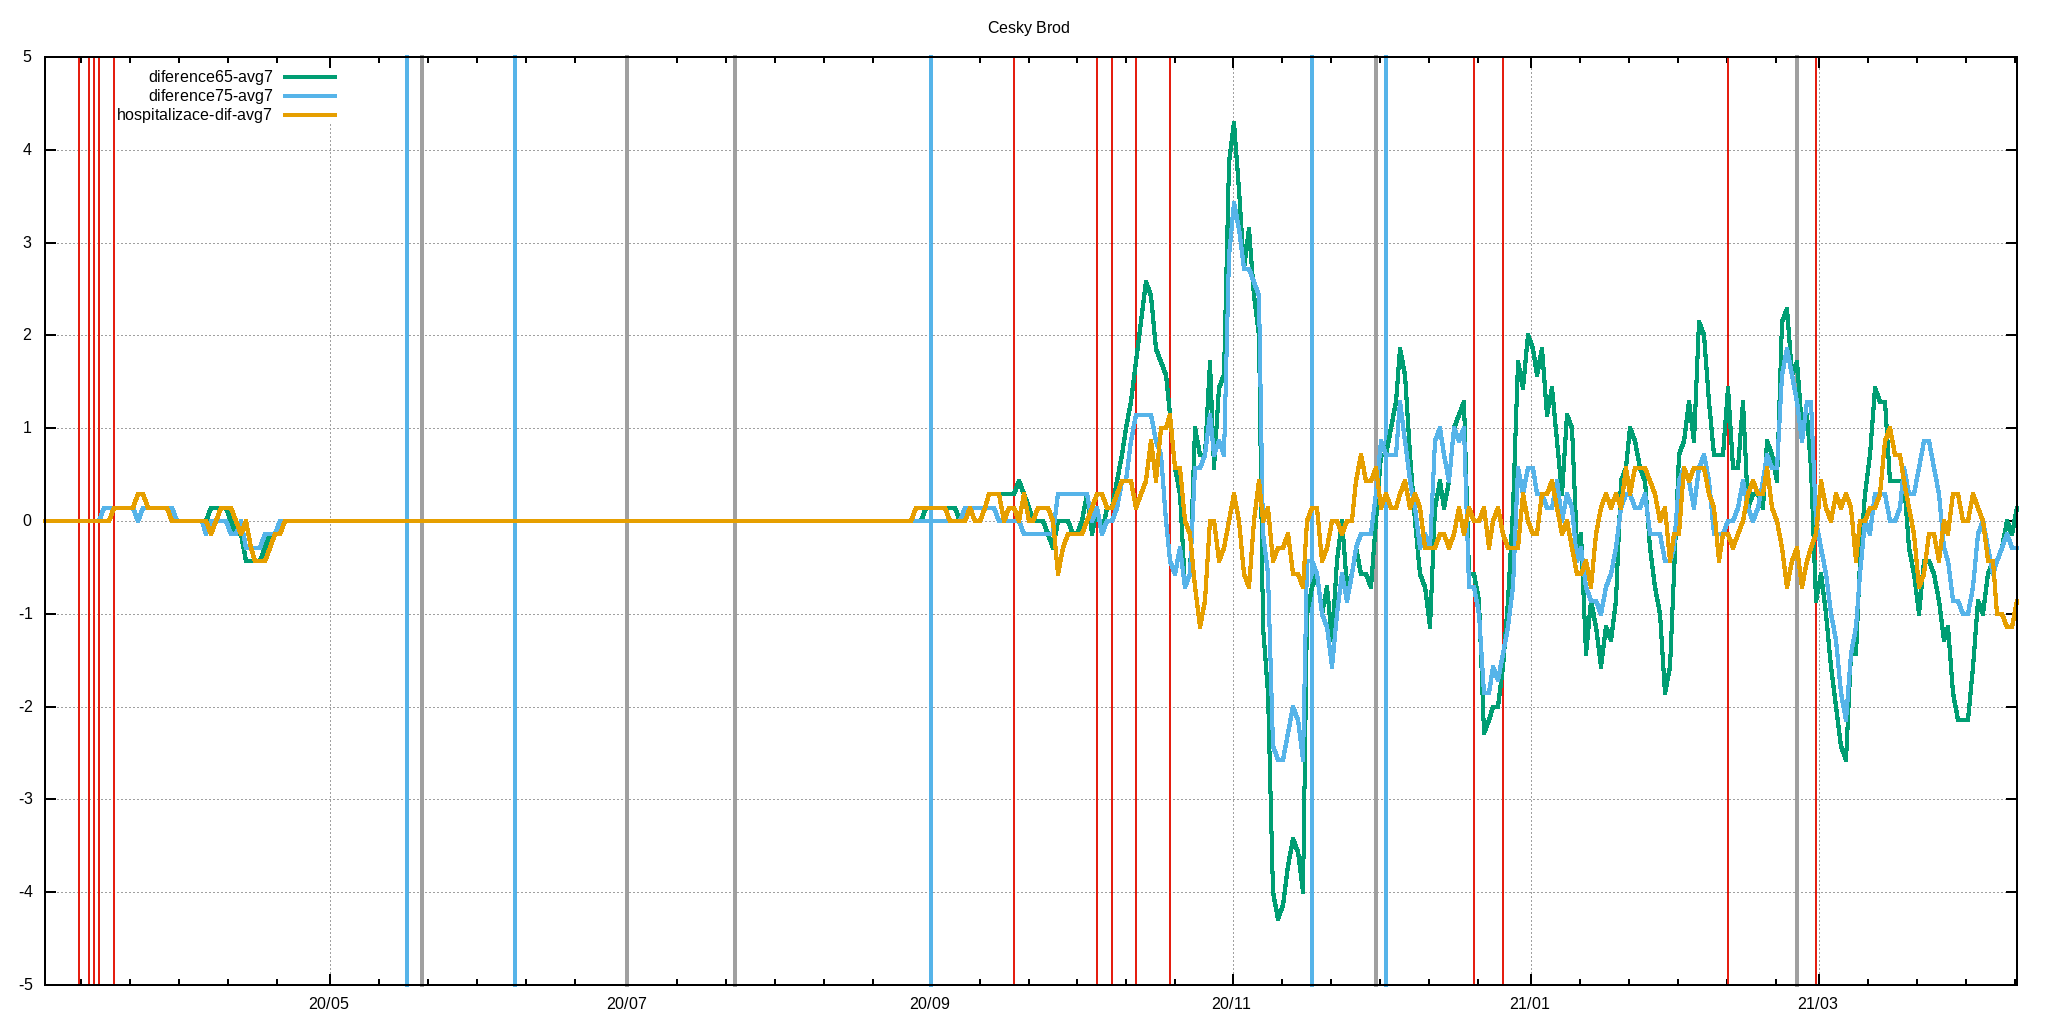 Cesky Brod
diference65-avg7
diference75-avg7
hospitalizace-dif-avg7
5
4
3
2
1
0
-1
-2
-3
-4
-5
20/05 20/07 20/09 20/11 21/01 21/03